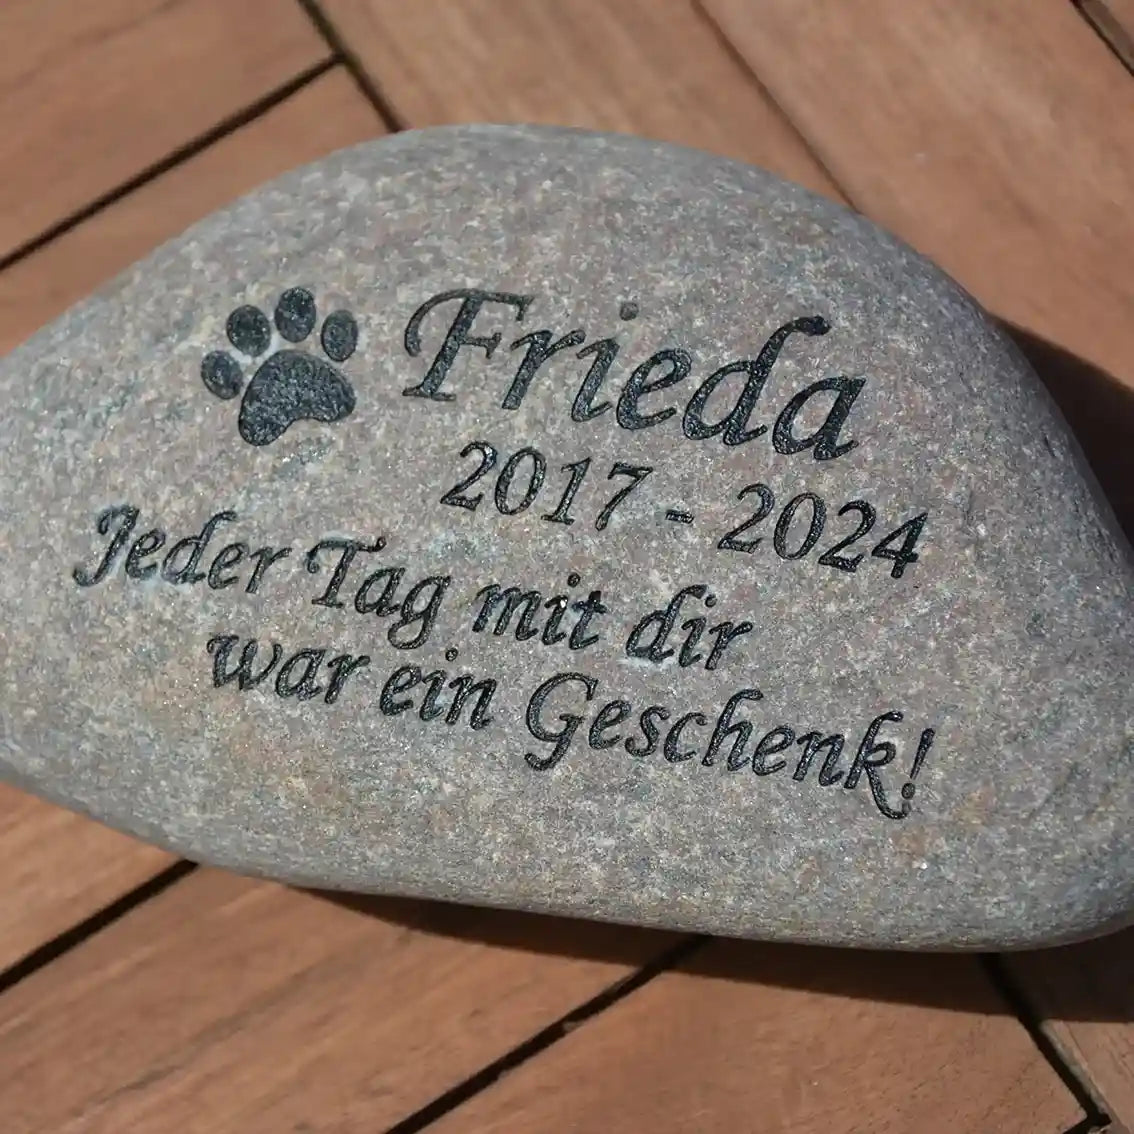 Frieda
2017 - 2024
Jeder Tag mit dir
war ein Geschenk!